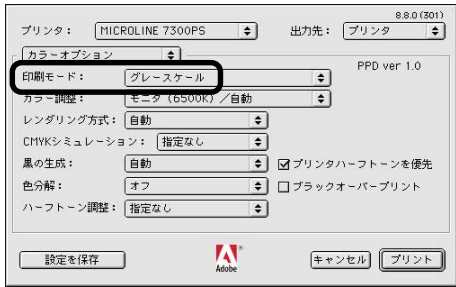 8.8.0 (301)
プリンタ： MICROLINE 7300PS 出力先： プリンタ
カラーオプション
PPD ver 1.0
印刷モード： グレースケール
カラー調整： モニタ（6500K）／自動
レンダリング方式： 自動
CMYKシミュレーション： 指定なし
黒の生成： 自動 プリンタハーフトーンを優先
色分解： オフ ブラックオーバープリント
ハーフトーン調整： 指定なし
設定を保存 Adobe キャンセル プリント